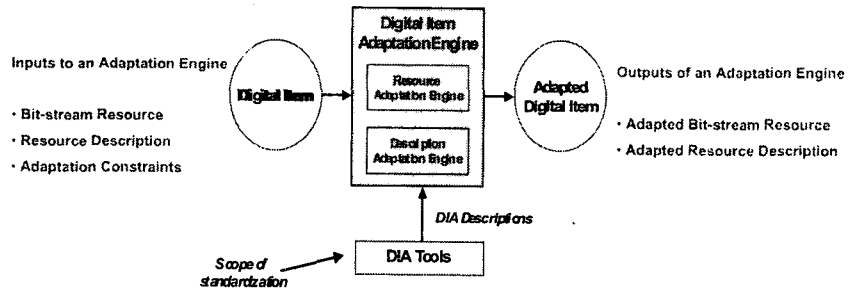 Digital Item
Adaptation Engine
Inputs to an Adaptation Engine
• Bit-stream Resource
• Resource Description
• Adaptation Constraints
Digital Item
Resource
Adaptation Engine
Description
Adaptation Engine
Adapted
Digital Item
Outputs of an Adaptation Engine
• Adapted Bit-stream Resource
• Adapted Resource Description
DIA Descriptions
DIA Tools
Scope of
standardization